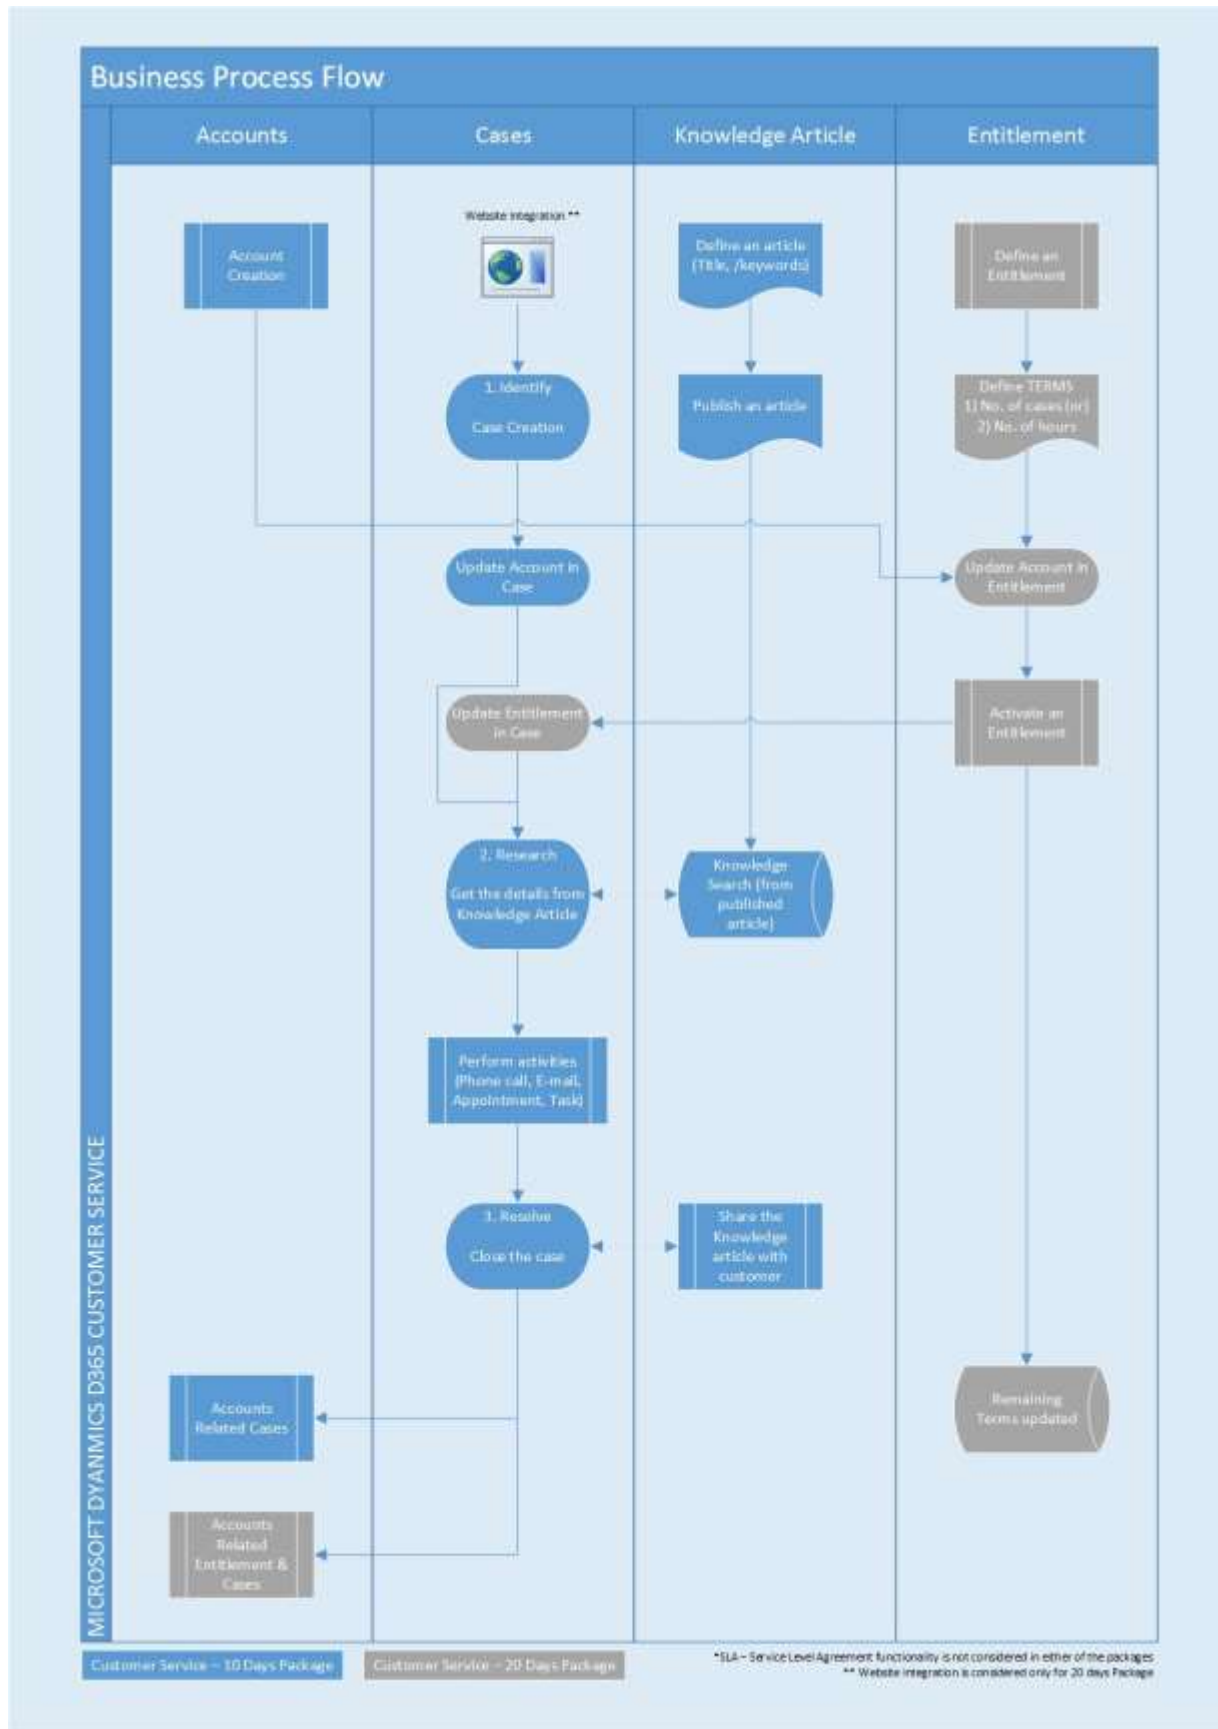 Business Process Flow
Accounts
Cases
Knowledge Article
Entitlement
MICROSOFT DYANMICS D365 CUSTOMER SERVICE
Account
Creation
Website integration **
Define an article
(Title, /keywords)
Define an
Entitlement
1. Identify
Case Creation
Publish an article
Define TERMS
1) No. of cases (or)
2) No. of hours
Update Account in
Case
Update Account in
Entitlement
Update Entitlement
in Case
Activate an
Entitlement
2. Research
Get the details from
Knowledge Article
Knowledge
Search (from
published
article)
Perform activities
(Phone call, E-mail,
Appointment, Task)
3. Resolve
Close the case
Share the
Knowledge
article with
customer
Accounts
Related Cases
Remaining
Terms updated
Accounts
Related
Entitlement &
Cases
Customer Service – 10 Days Package
Customer Service – 20 Days Package
*SLA – Service Level Agreement functionality is not considered in either of the packages
** Website integration is considered only for 20 days Package